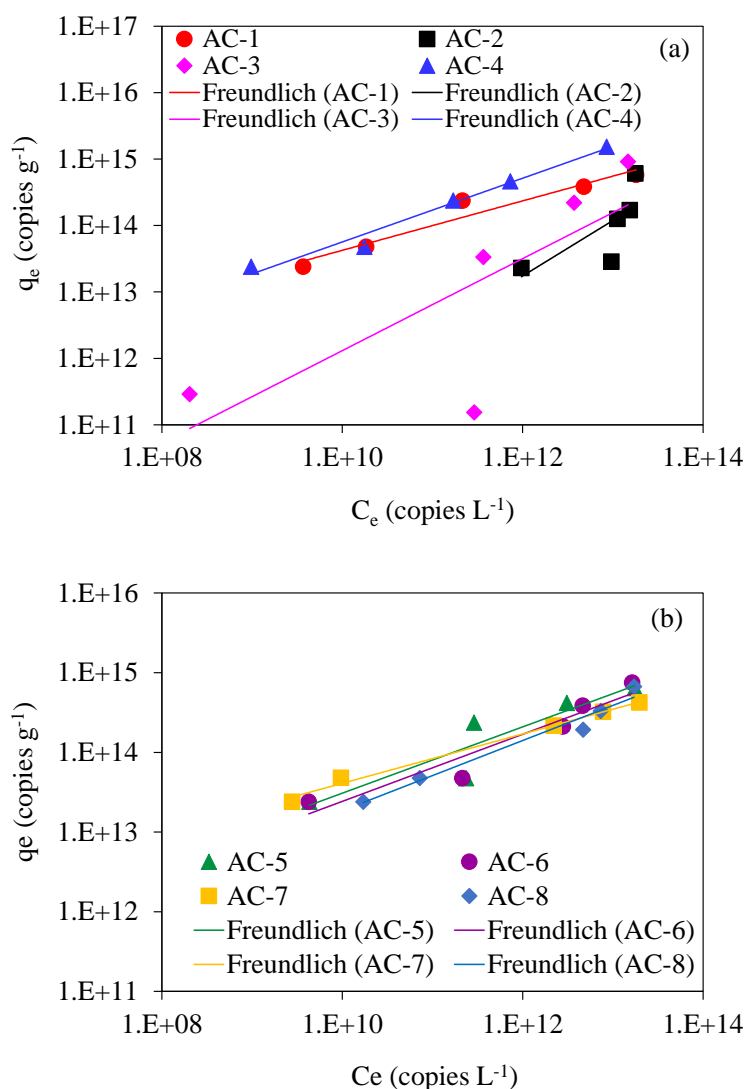 1.E+17
(a)
AC-1 AC-2
AC-3 AC-4
Freundlich (AC-1) Freundlich (AC-2)
Freundlich (AC-3) Freundlich (AC-4)
1.E+16
1.E+15
1.E+14
1.E+13
1.E+12
1.E+11
qₑ (copies g⁻¹)
1.E+08 1.E+10 1.E+12 1.E+14
Cₑ (copies L⁻¹)
1.E+16
(b)
1.E+15
1.E+14
1.E+13
1.E+12
1.E+11
qe (copies g⁻¹)
AC-5 AC-6
AC-7 AC-8
Freundlich (AC-5) Freundlich (AC-6)
Freundlich (AC-7) Freundlich (AC-8)
1.E+08 1.E+10 1.E+12 1.E+14
Ce (copies L⁻¹)